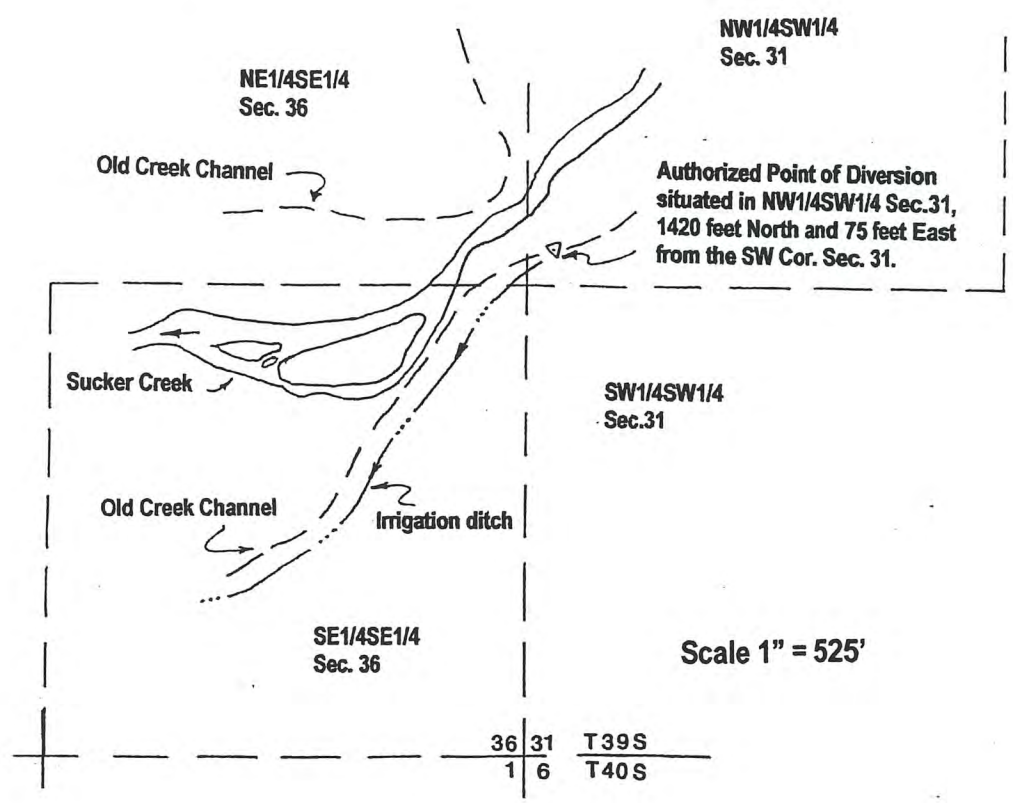 NW1/4SW1/4
Sec. 31
NE1/4SE1/4
Sec. 36
Old Creek Channel
Authorized Point of Diversion
situated in NW1/4SW1/4 Sec.31,
1420 feet North and 75 feet East
from the SW Cor. Sec. 31.
Sucker Creek
SW1/4SW1/4
Sec.31
Old Creek Channel
Irrigation ditch
SE1/4SE1/4
Sec. 36
Scale 1" = 525'
36 31 T39S
1 6 T40S